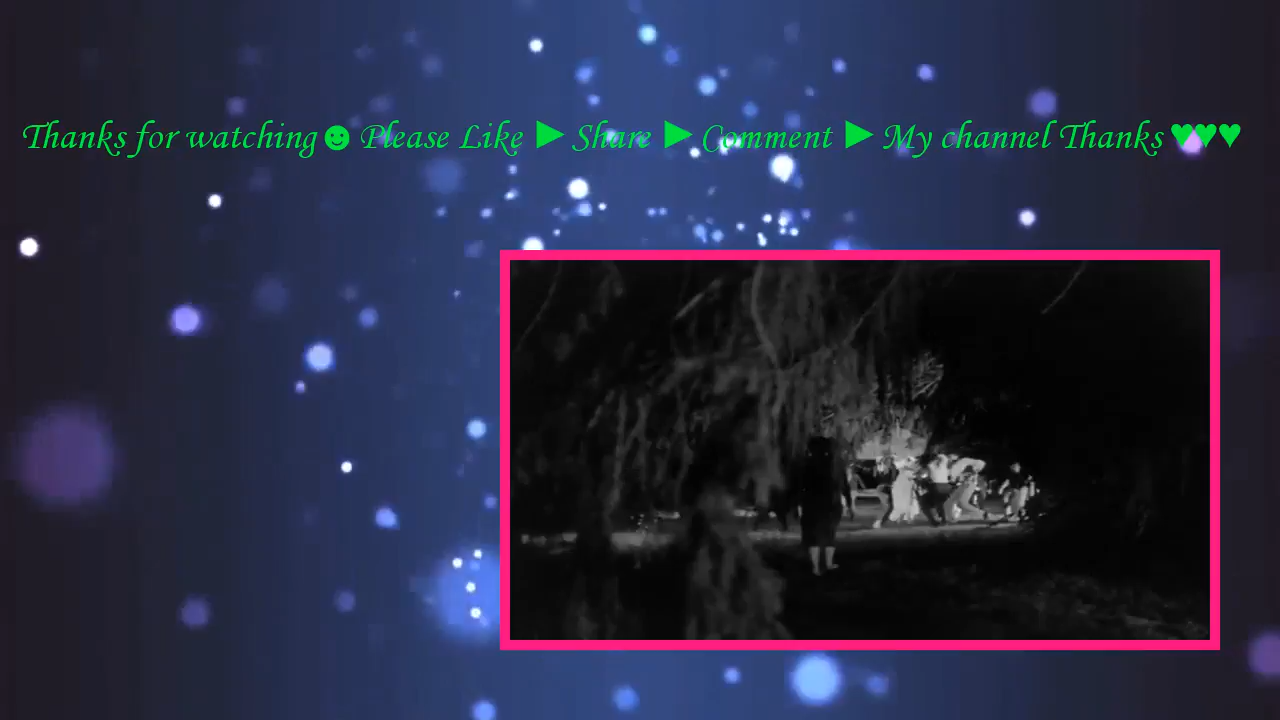 Thanks for watching☻Please Like ► Share ► Comment ► My channel Thanks ♥♥♥